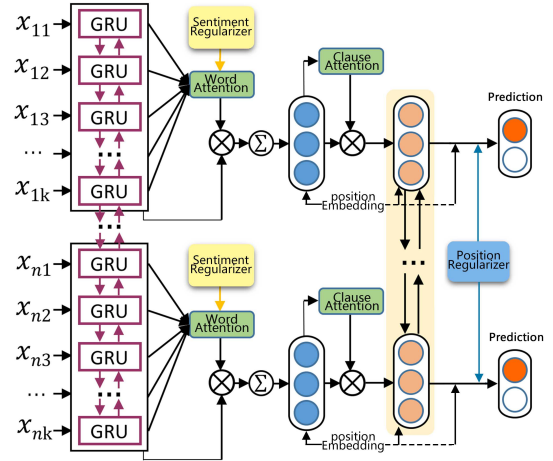 x11
GRU
Sentiment
Regularizer
x12
GRU
Word
Attention
Clause
Attention
x13
GRU
Prediction
...
...
x1k
GRU
position
Embedding
...
...
Position
Regularizer
xn1
GRU
Sentiment
Regularizer
xn2
GRU
Word
Attention
Clause
Attention
xn3
GRU
Prediction
...
...
xnk
GRU
position
Embedding
Σ
Σ